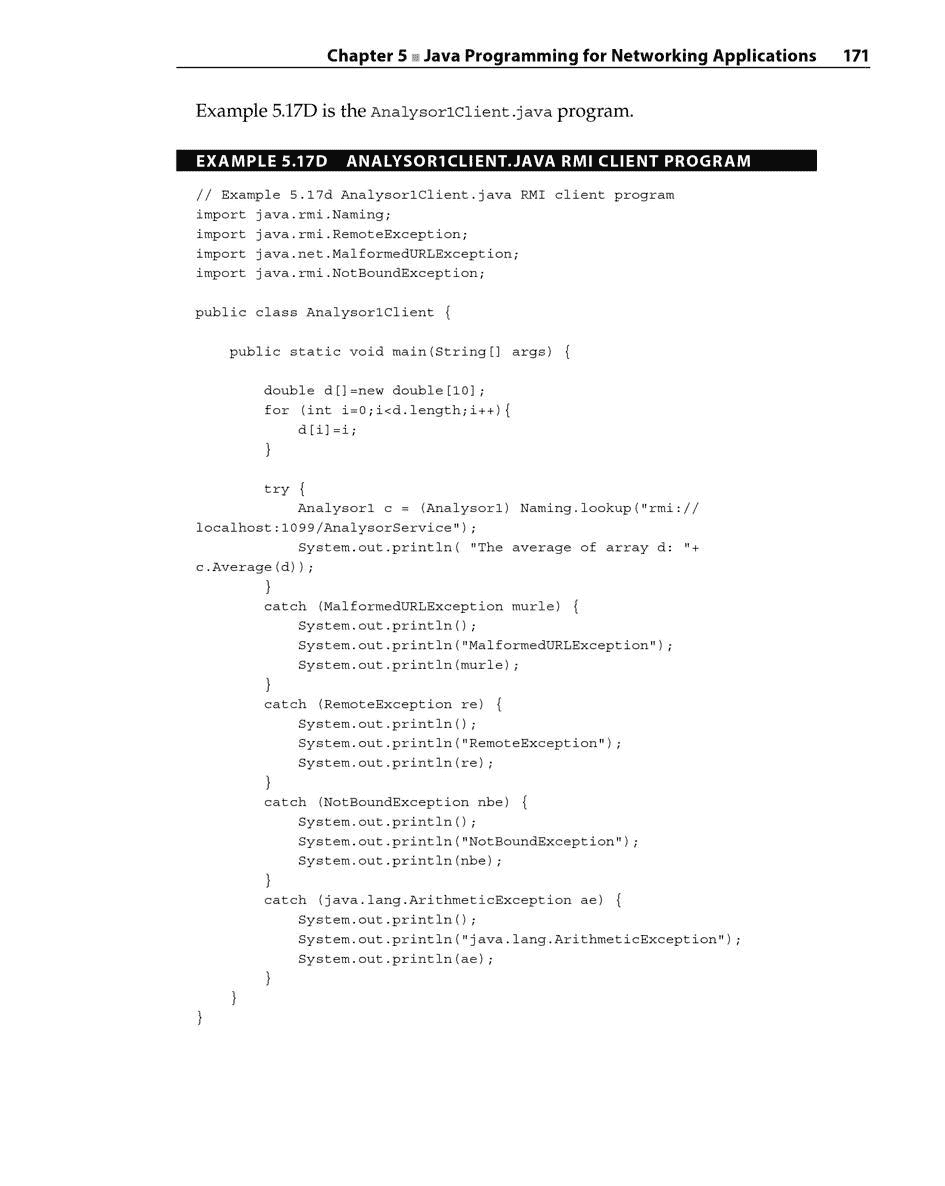 Chapter 5 ■ Java Programming for Networking Applications 171
Example 5.17D is the Analysor1Client.java program.
EXAMPLE 5.17D ANALYSOR1CLIENT.JAVA RMI CLIENT PROGRAM
// Example 5.17d Analysor1Client.java RMI client program
import java.rmi.Naming;
import java.rmi.RemoteException;
import java.net.MalformedURLException;
import java.rmi.NotBoundException;
public class Analysor1Client {
    public static void main(String[] args) {
        double d[]=new double[10];
        for (int i=0;i<d.length;i++){
            d[i]=i;
        }
        try {
            Analysor1 c = (Analysor1) Naming.lookup("rmi://
localhost:1099/AnalysorService");
            System.out.println( "The average of array d: "+
c.Average(d));
        }
        catch (MalformedURLException murle) {
            System.out.println();
            System.out.println("MalformedURLException");
            System.out.println(murle);
        }
        catch (RemoteException re) {
            System.out.println();
            System.out.println("RemoteException");
            System.out.println(re);
        }
        catch (NotBoundException nbe) {
            System.out.println();
            System.out.println("NotBoundException");
            System.out.println(nbe);
        }
        catch (java.lang.ArithmeticException ae) {
            System.out.println();
            System.out.println("java.lang.ArithmeticException");
            System.out.println(ae);
        }
    }
}